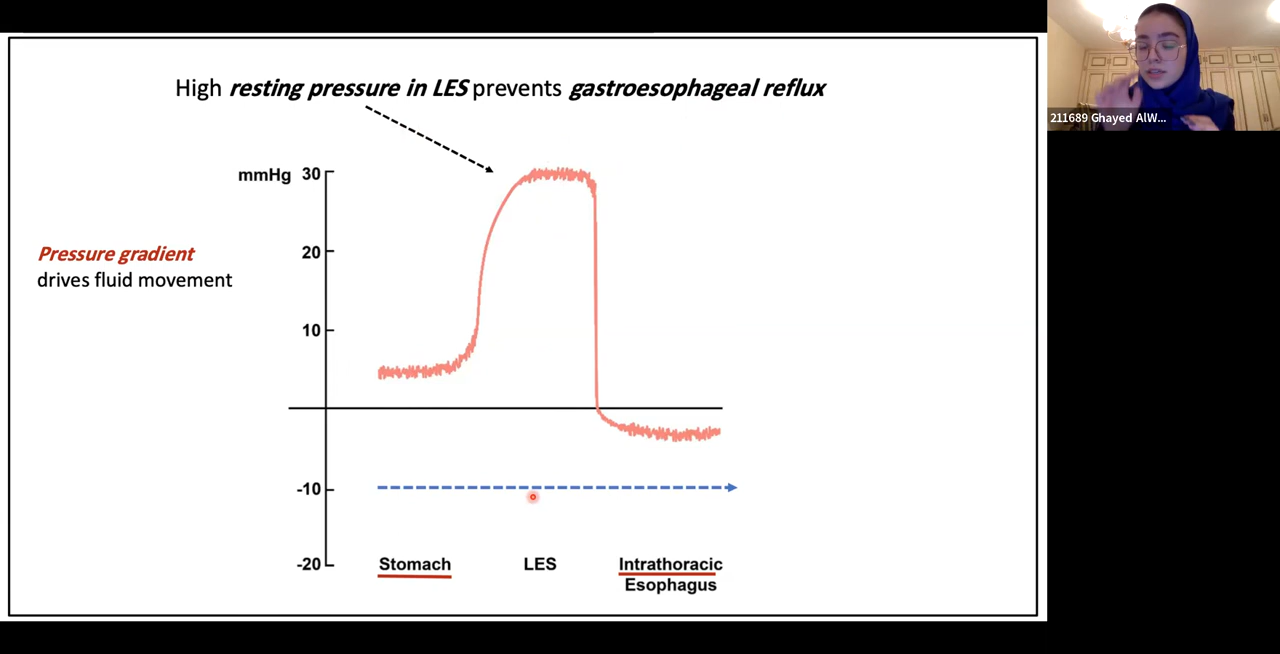 High resting pressure in LES prevents gastroesophageal reflux
211689 Ghayed AlW...
mmHg 30
Pressure gradient
drives fluid movement
20
10
-10
-20
Stomach LES Intrathoracic
Esophagus